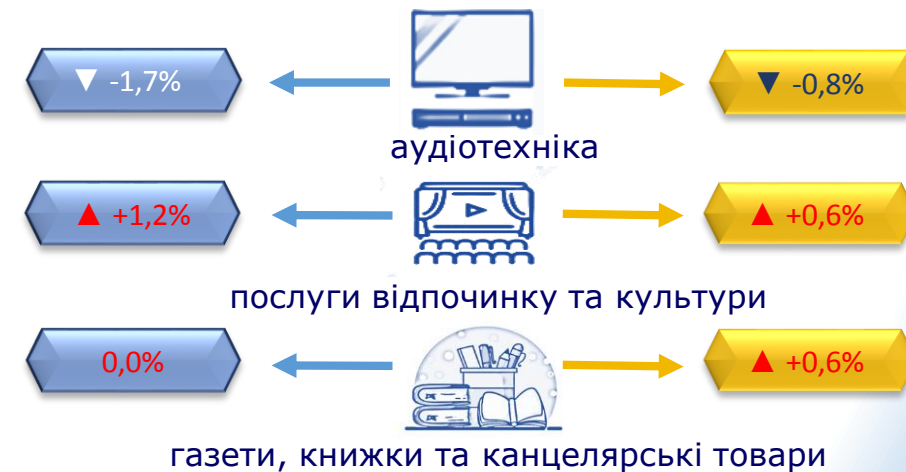 ▼ -1,7%
▼ -0,8%
аудіотехніка
▲ +1,2%
▲ +0,6%
послуги відпочинку та культури
0,0%
▲ +0,6%
газети, книжки та канцелярські товари